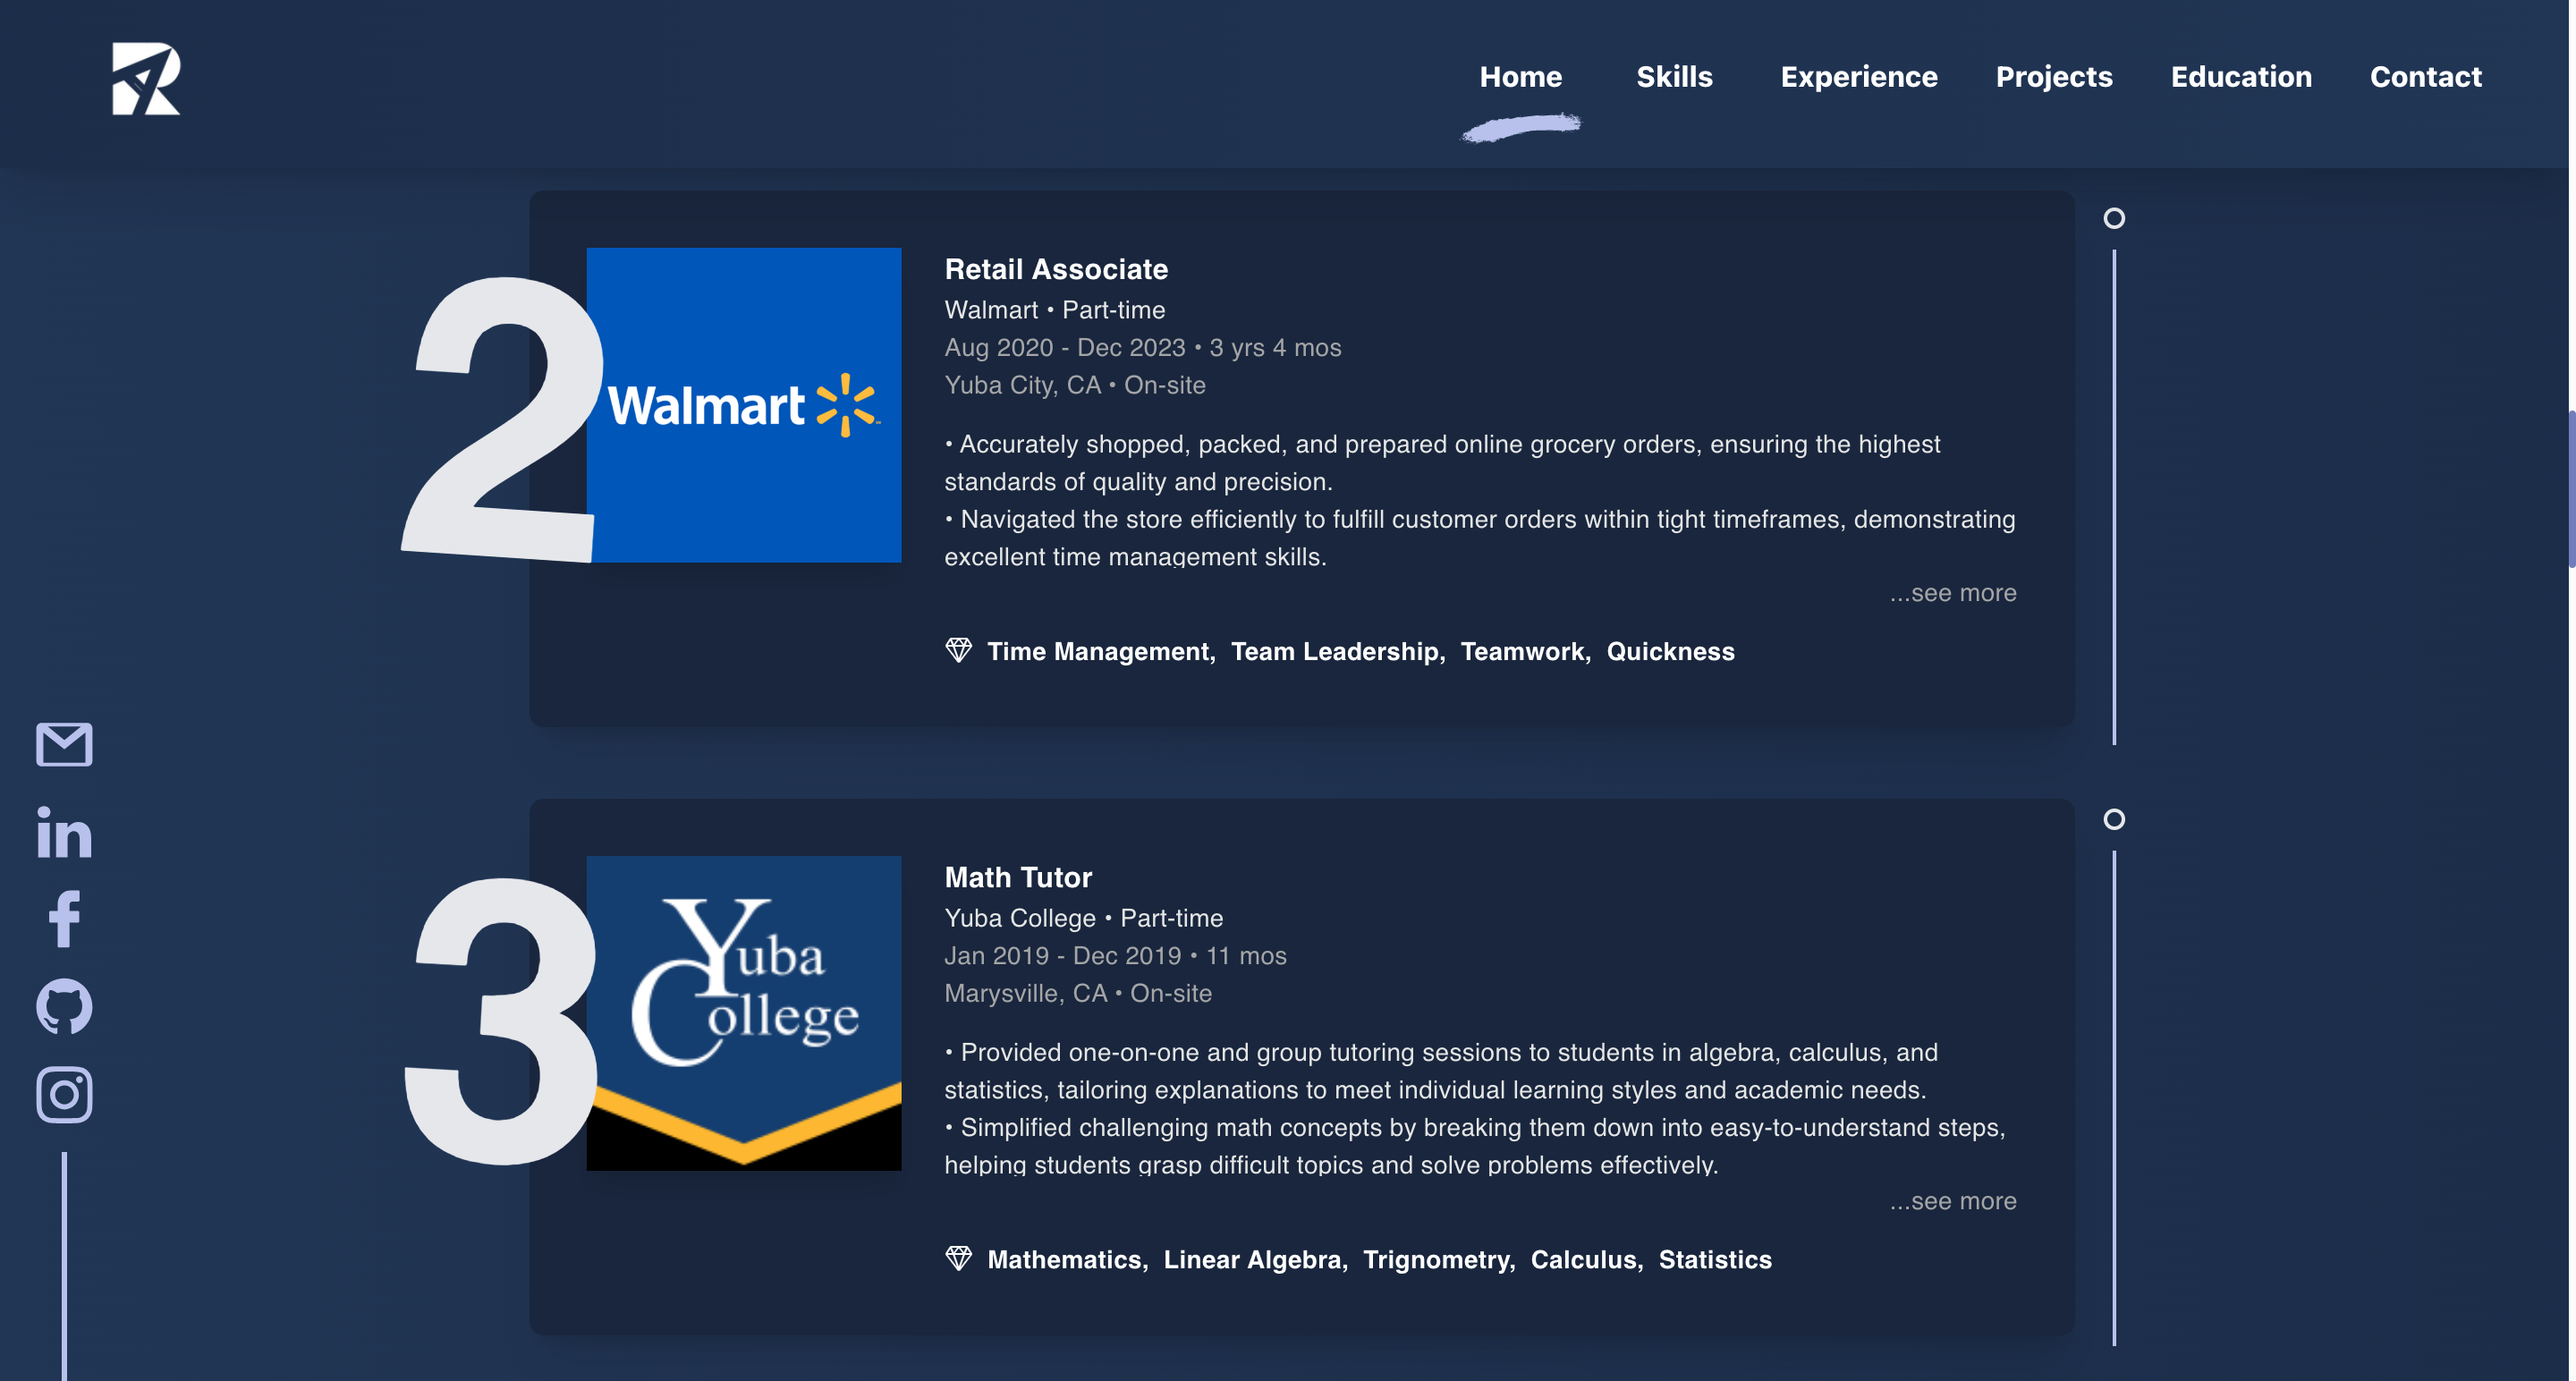 Home Skills Experience Projects Education Contact
2
Walmart
Retail Associate
Walmart • Part-time
Aug 2020 - Dec 2023 • 3 yrs 4 mos
Yuba City, CA • On-site
• Accurately shopped, packed, and prepared online grocery orders, ensuring the highest
standards of quality and precision.
• Navigated the store efficiently to fulfill customer orders within tight timeframes, demonstrating
excellent time management skills.
...see more
Time Management, Team Leadership, Teamwork, Quickness
in
3
Yuba
College
Math Tutor
Yuba College • Part-time
Jan 2019 - Dec 2019 • 11 mos
Marysville, CA • On-site
• Provided one-on-one and group tutoring sessions to students in algebra, calculus, and
statistics, tailoring explanations to meet individual learning styles and academic needs.
• Simplified challenging math concepts by breaking them down into easy-to-understand steps,
helping students grasp difficult topics and solve problems effectively.
...see more
Mathematics, Linear Algebra, Trignometry, Calculus, Statistics